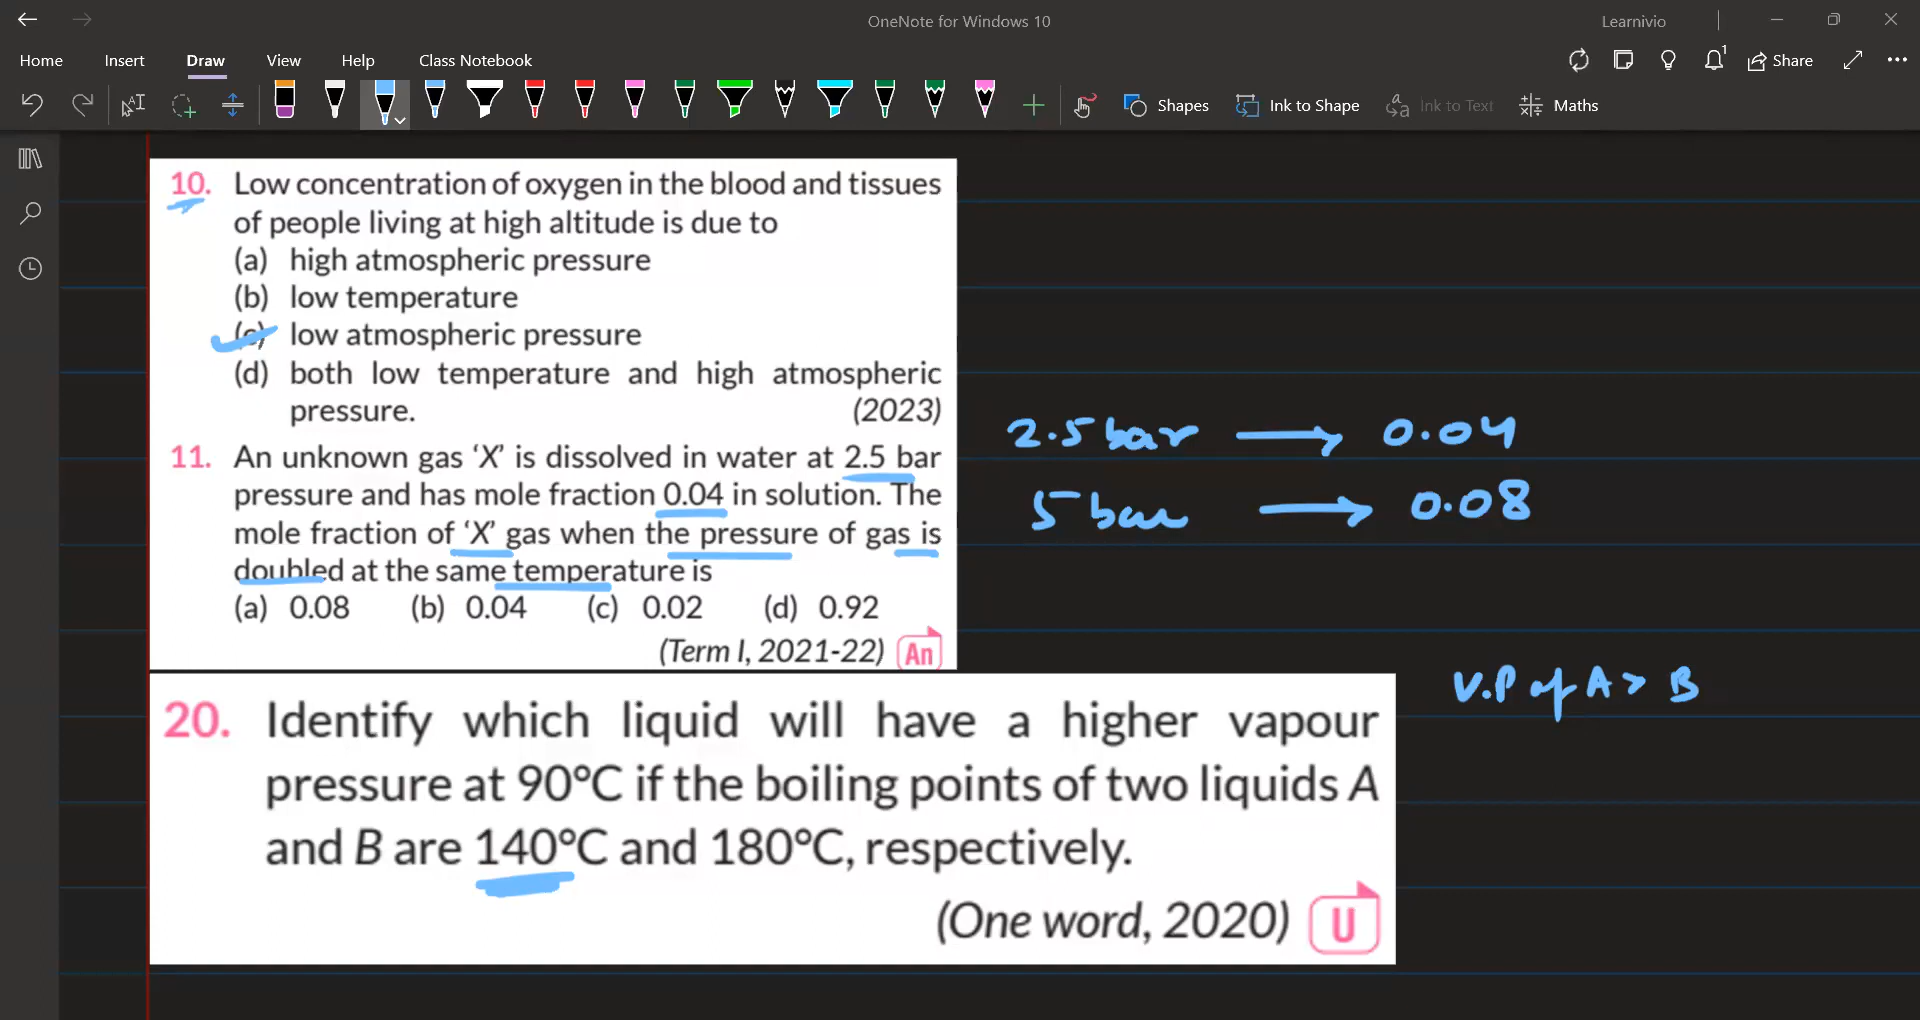 OneNote for Windows 10
Learnivio
Home Insert Draw View Help Class Notebook
1
Share
Shapes Ink to Shape Ink to Text Maths
10. Low concentration of oxygen in the blood and tissues
of people living at high altitude is due to
(a) high atmospheric pressure
(b) low temperature
(c) low atmospheric pressure
(d) both low temperature and high atmospheric
pressure. (2023)
11. An unknown gas ‘X’ is dissolved in water at 2.5 bar
pressure and has mole fraction 0.04 in solution. The
mole fraction of ‘X’ gas when the pressure of gas is
doubled at the same temperature is
(a) 0.08 (b) 0.04 (c) 0.02 (d) 0.92
(Term I, 2021-22) An
2.5 bar → 0.04
5 bar → 0.08
20. Identify which liquid will have a higher vapour
pressure at 90°C if the boiling points of two liquids A
and B are 140°C and 180°C, respectively.
(One word, 2020) U
V.P of A > B